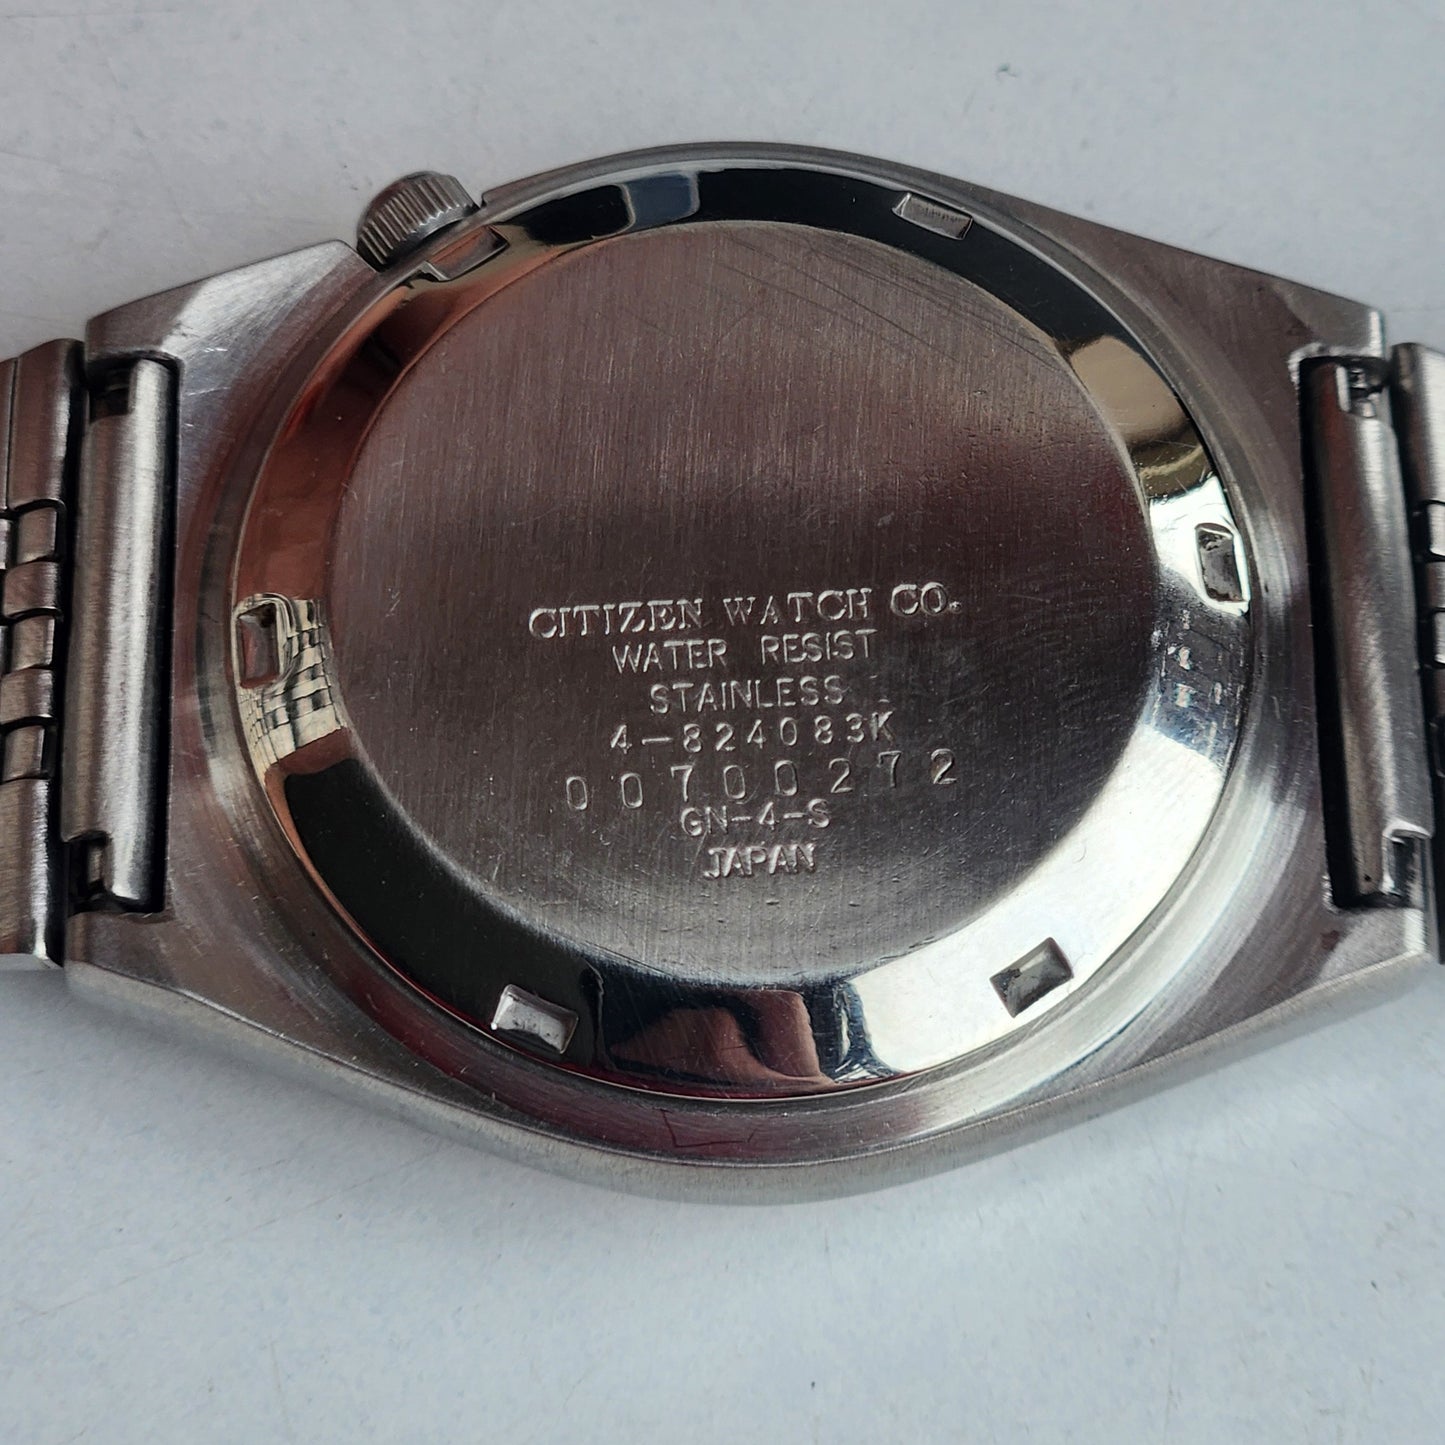 CITIZEN WATCH CO.
WATER RESIST
STAINLESS
4-824083K
00700272
GN-4-S
JAPAN